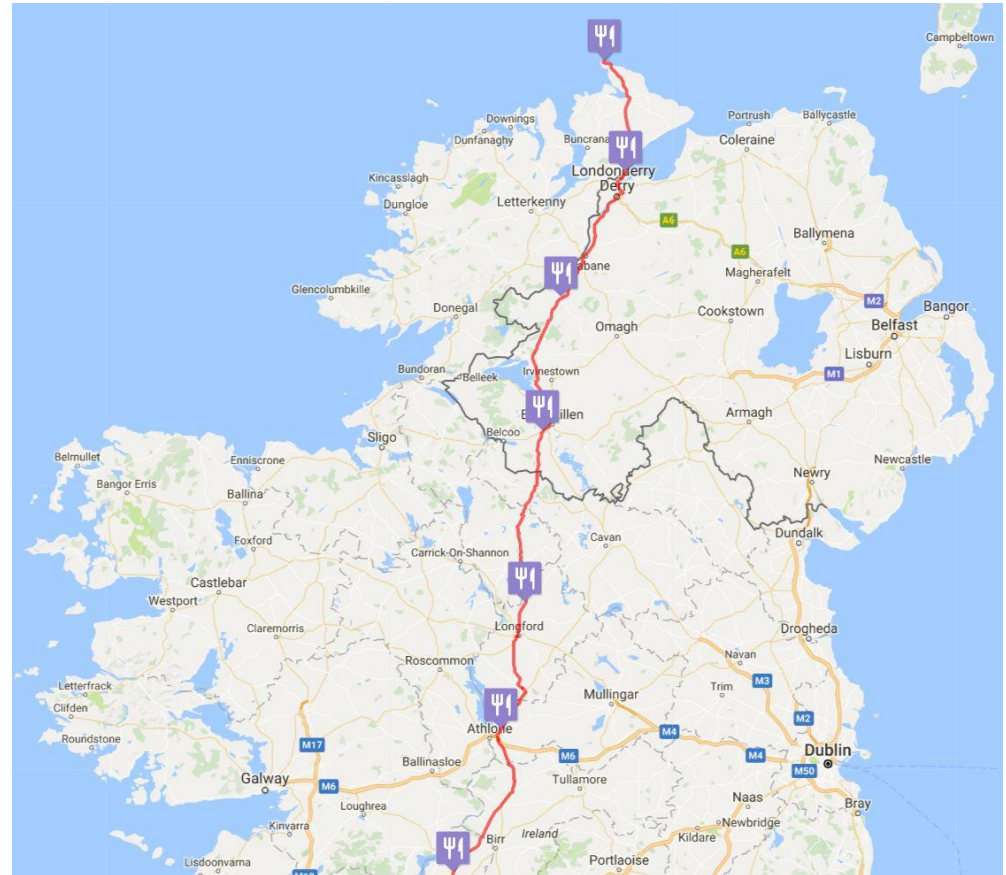 Campbeltown
Downings
Portrush
Ballycastle
Dunfanaghy
Buncrana
Coleraine
Kincasslagh
Londonderry
Derry
Dungloe
Letterkenny
A6
Ballymena
A6
abane
Magherafelt
Glencolumbkille
M2
Donegal
Bangor
Omagh
Cookstown
Belfast
Lisburn
Bundoran
Belleek
Irvinestown
M1
Armagh
E
illen
Sligo
Belcoo
Belmullet
Enniscrone
Newcastle
Newry
Bangor Erris
Ballina
Dundalk
Foxford
Cavan
Carrick-On-Shannon
Castlebar
Westport
Claremorris
Longford
Drogheda
Roscommon
Navan
Letterfrack
Mullingar
M3
Trim
Clifden
M2
Athlone
Roundstone
M17
M4
M6
M4
Dublin
Ballinasloe
M50
Galway
M6
Tullamore
Naas
Bray
Loughrea
Kinvarra
Newbridge
Birr
Ireland
Kildare
Lisdoonvarna
Portlaoise